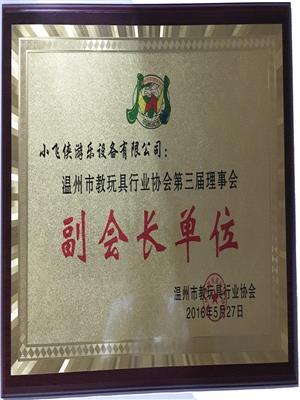 小飞侠游乐设备有限公司：
温州市教玩具行业协会第三届理事会
副会长单位
温州市教玩具行业协会
2016年5月27日